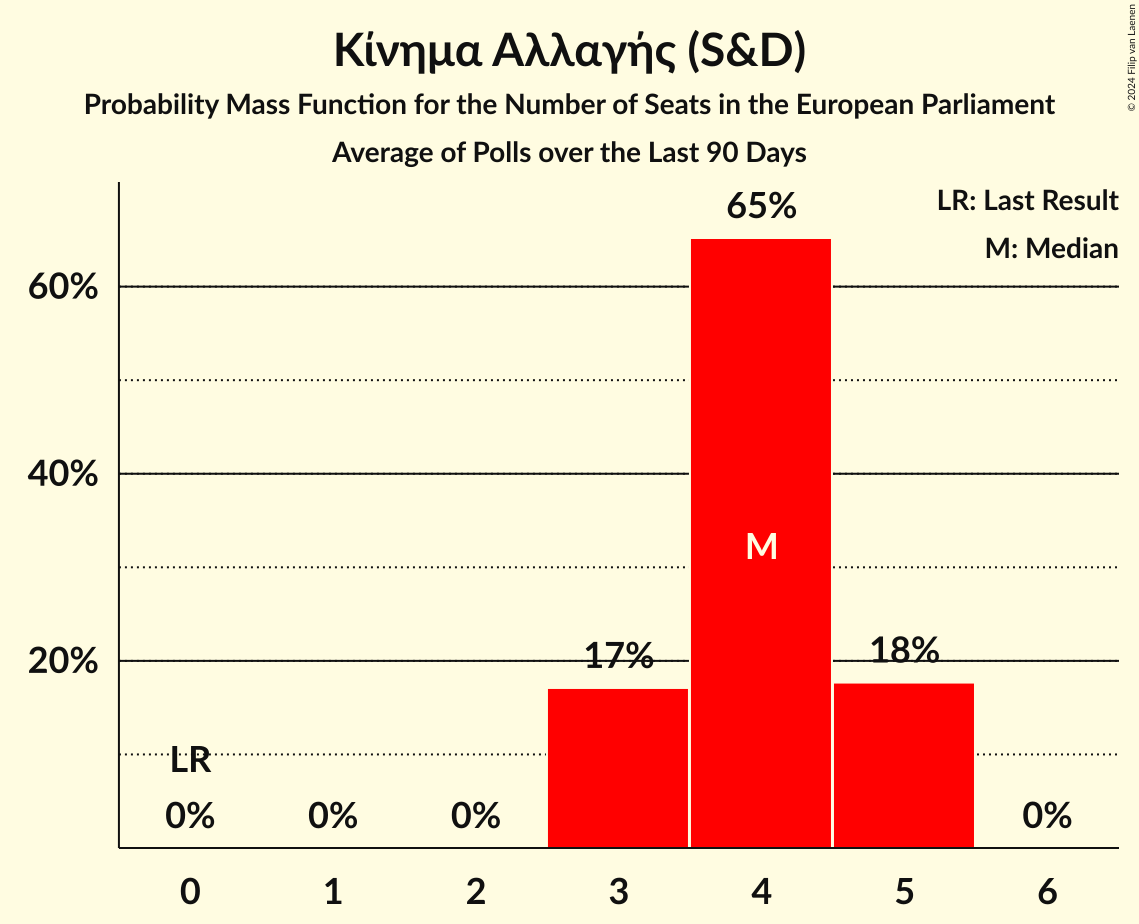 Κίνημα Αλλαγής (S&D)
Probability Mass Function for the Number of Seats in the European Parliament
Average of Polls over the Last 90 Days
© 2024 Filip van Laenen
LR: Last Result
M: Median
65%
60%
40%
M
20%
17%
18%
LR
0%
0%
0%
0%
0 1 2 3 4 5 6